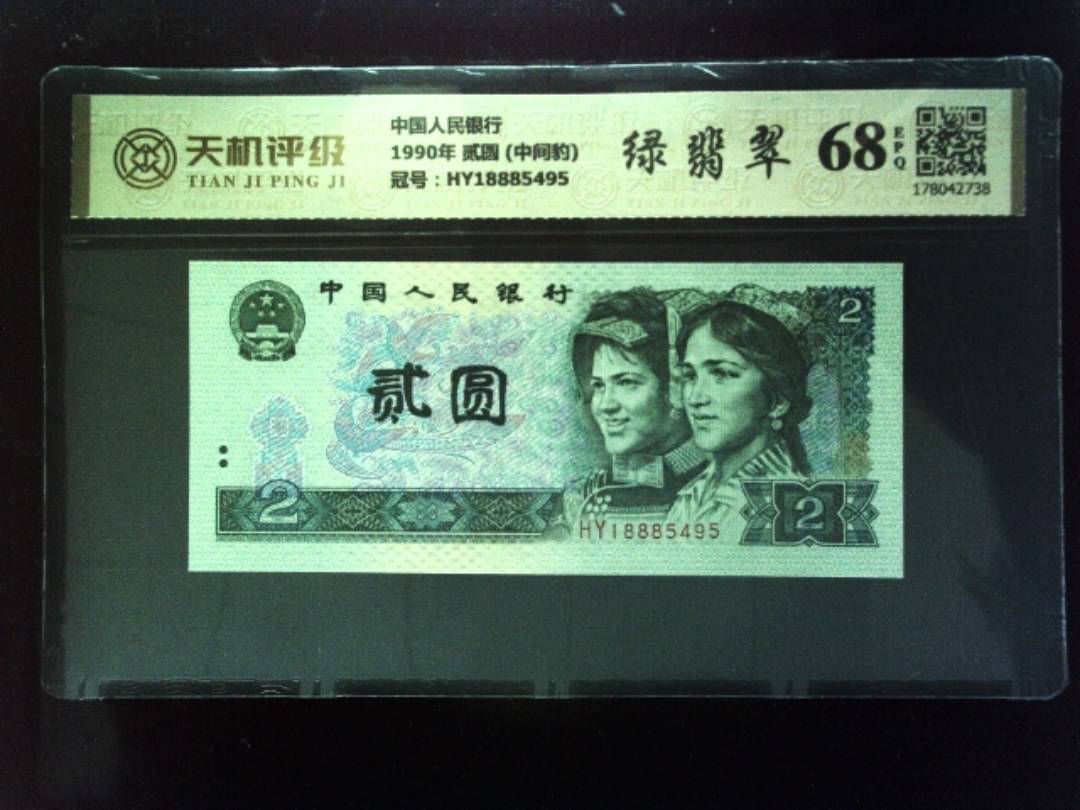 天机评级
TIAN JI PING JI
中国人民银行
1990年 贰圆 (中间豹)
冠号：HY18885495
绿翡翠
68
EPQ
178042738
中国人民银行
2
贰圆
2
HY18885495
2